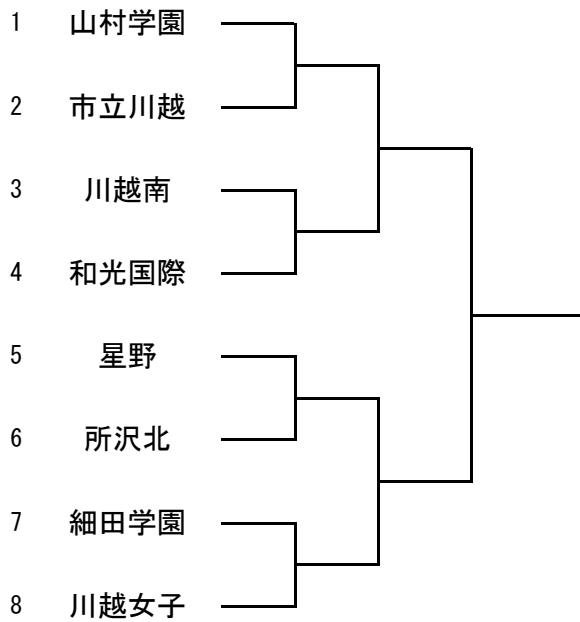 1 山村学園
2 市立川越
3 川越南
4 和光国際
5 星野
6 所沢北
7 細田学園
8 川越女子